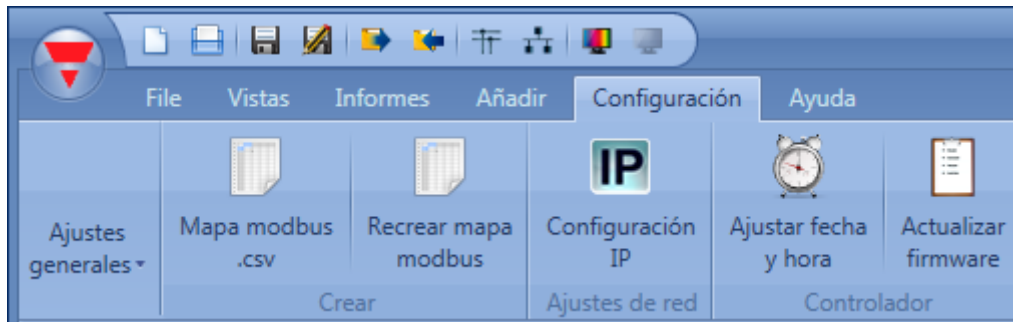 File Vistas Informes Añadir Configuración Ayuda
Ajustes
generales
Mapa modbus
.csv
Recrear mapa
modbus
Crear
IP
Configuración
IP
Ajustes de red
Ajustar fecha
y hora
Actualizar
firmware
Controlador